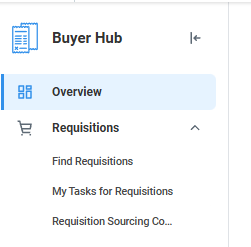 Buyer Hub
Overview
Requisitions
Find Requisitions
My Tasks for Requisitions
Requisition Sourcing Co...